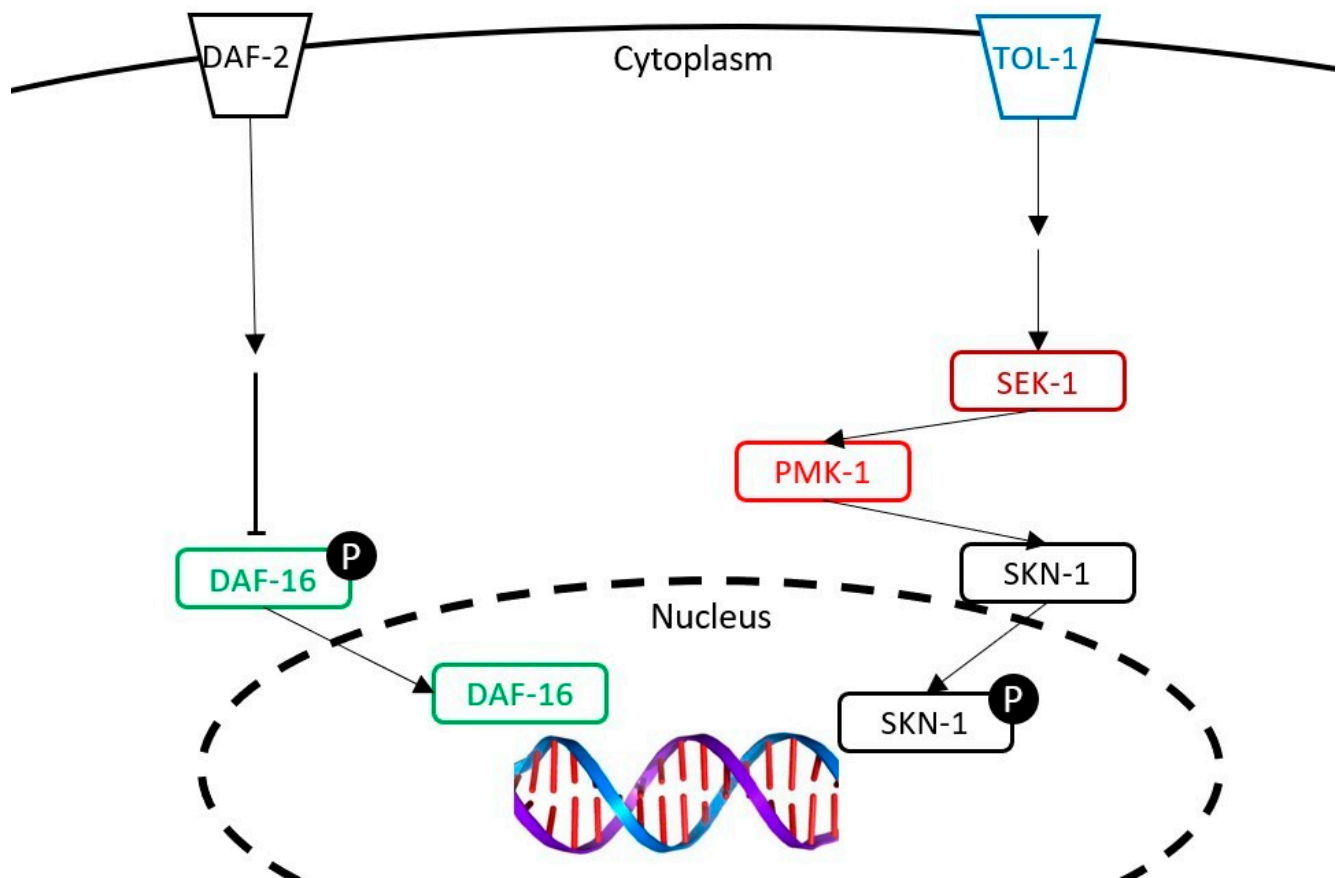 DAF-2
Cytoplasm
TOL-1
SEK-1
PMK-1
P
DAF-16
SKN-1
Nucleus
DAF-16
P
SKN-1